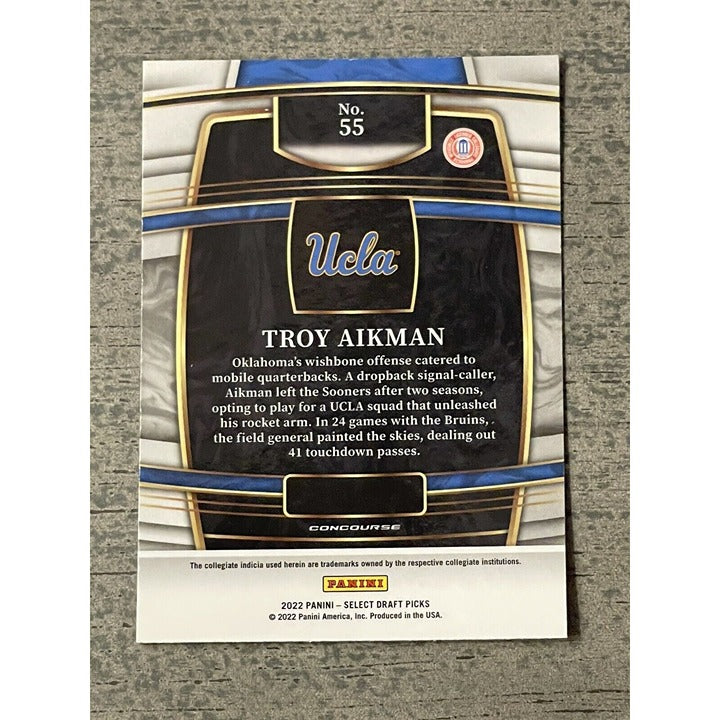 No.
55
Ucla
TROY AIKMAN
Oklahoma's wishbone offense catered to
mobile quarterbacks. A dropback signal-caller,
Aikman left the Sooners after two seasons,
opting to play for a UCLA squad that unleashed
his rocket arm. In 24 games with the Bruins,
the field general painted the skies, dealing out
41 touchdown passes.
CONCOURSE
The collegiate indicia used herein are trademarks owned by the respective collegiate institutions.
PANINI
2022 PANINI – SELECT DRAFT PICKS
© 2022 Panini America, Inc. Produced in the USA.